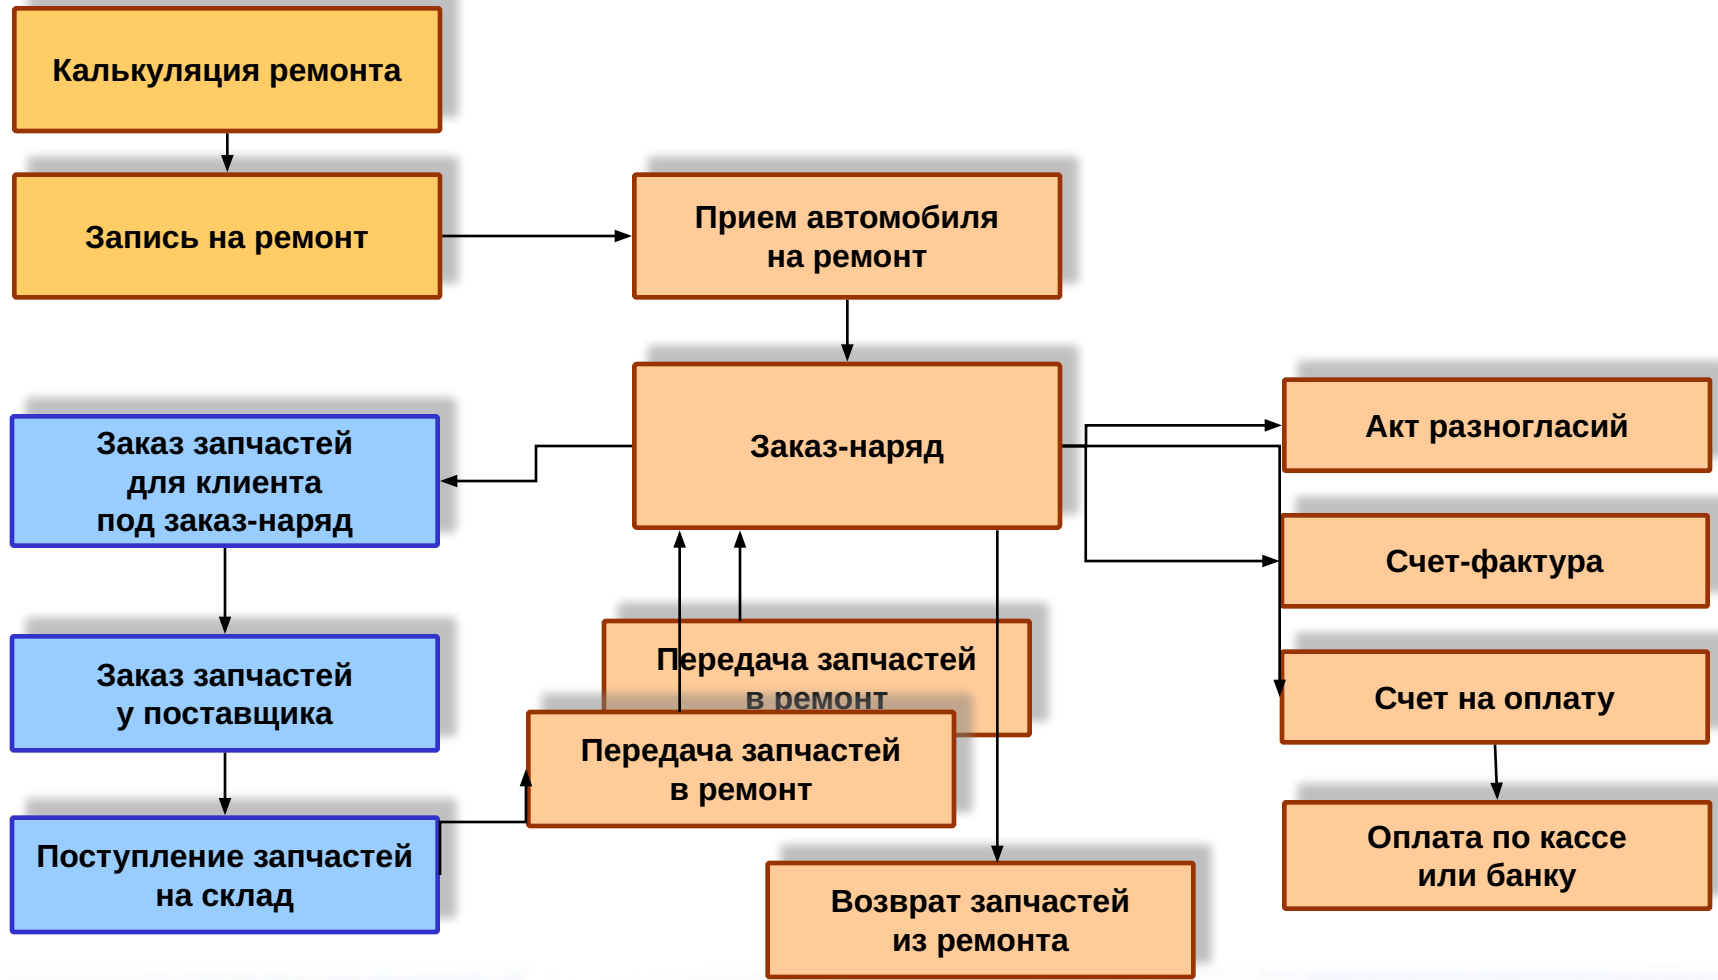 Калькуляция ремонта
Запись на ремонт
Прием автомобиля
на ремонт
Заказ-наряд
Акт разногласий
Заказ запчастей
для клиента
под заказ-наряд
Счет-фактура
Передача запчастей
в ремонт
Заказ запчастей
у поставщика
Счет на оплату
Передача запчастей
в ремонт
Поступление запчастей
на склад
Оплата по кассе
или банку
Возврат запчастей
из ремонта